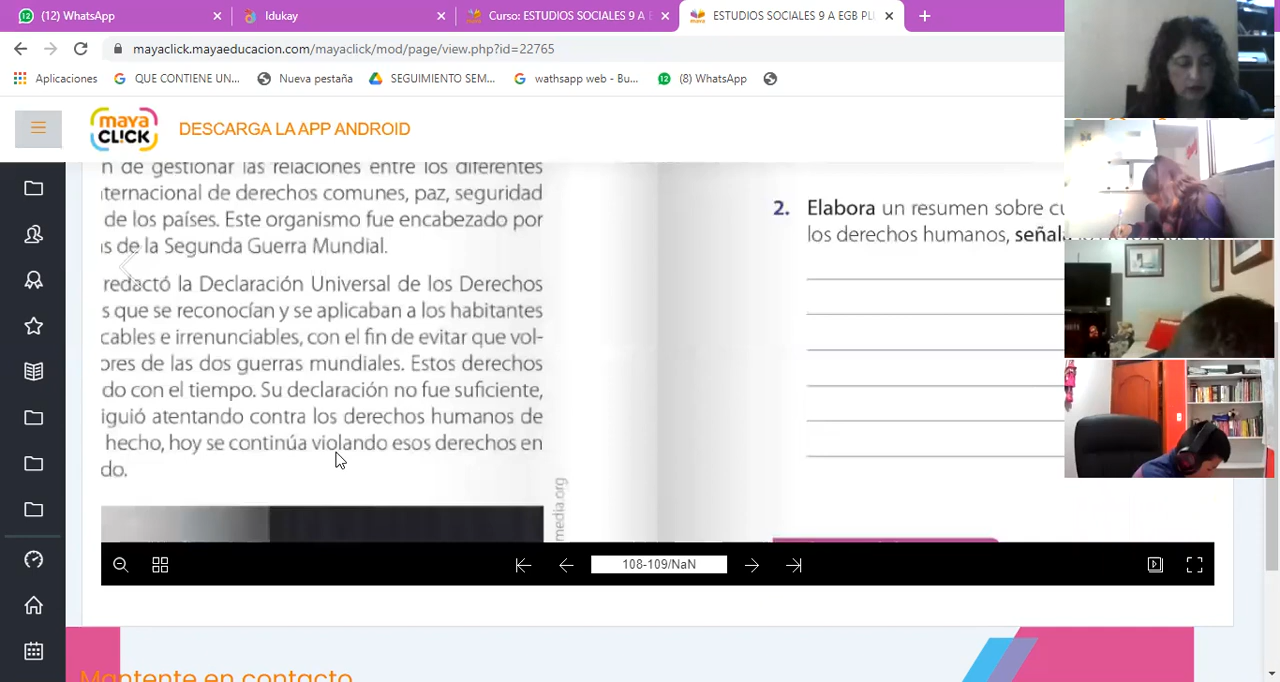 (12) WhatsApp
Idukay
Curso: ESTUDIOS SOCIALES 9 A E
ESTUDIOS SOCIALES 9 A EGB PLU
mayaclick.mayaeducacion.com/mayaclick/mod/page/view.php?id=22765
Aplicaciones
QUE CONTIENE UN...
Nueva pestaña
SEGUIMIENTO SEM...
wathsapp web - Bu...
(8) WhatsApp
maya
CLICK
DESCARGA LA APP ANDROID
n de gestionar las relaciones entre los diferentes
nternacional de derechos comunes, paz, seguridad
de los países. Este organismo fue encabezado por
s de la Segunda Guerra Mundial.
redactó la Declaración Universal de los Derechos
s que se reconocían y se aplicaban a los habitantes
cables e irrenunciables, con el fin de evitar que vol-
ores de las dos guerras mundiales. Estos derechos
do con el tiempo. Su declaración no fue suficiente,
iguió atentando contra los derechos humanos de
hecho, hoy se continúa violando esos derechos en
do.
media.org
2. Elabora un resumen sobre cu
los derechos humanos, señala
108-109/NaN
Mantente en contacto